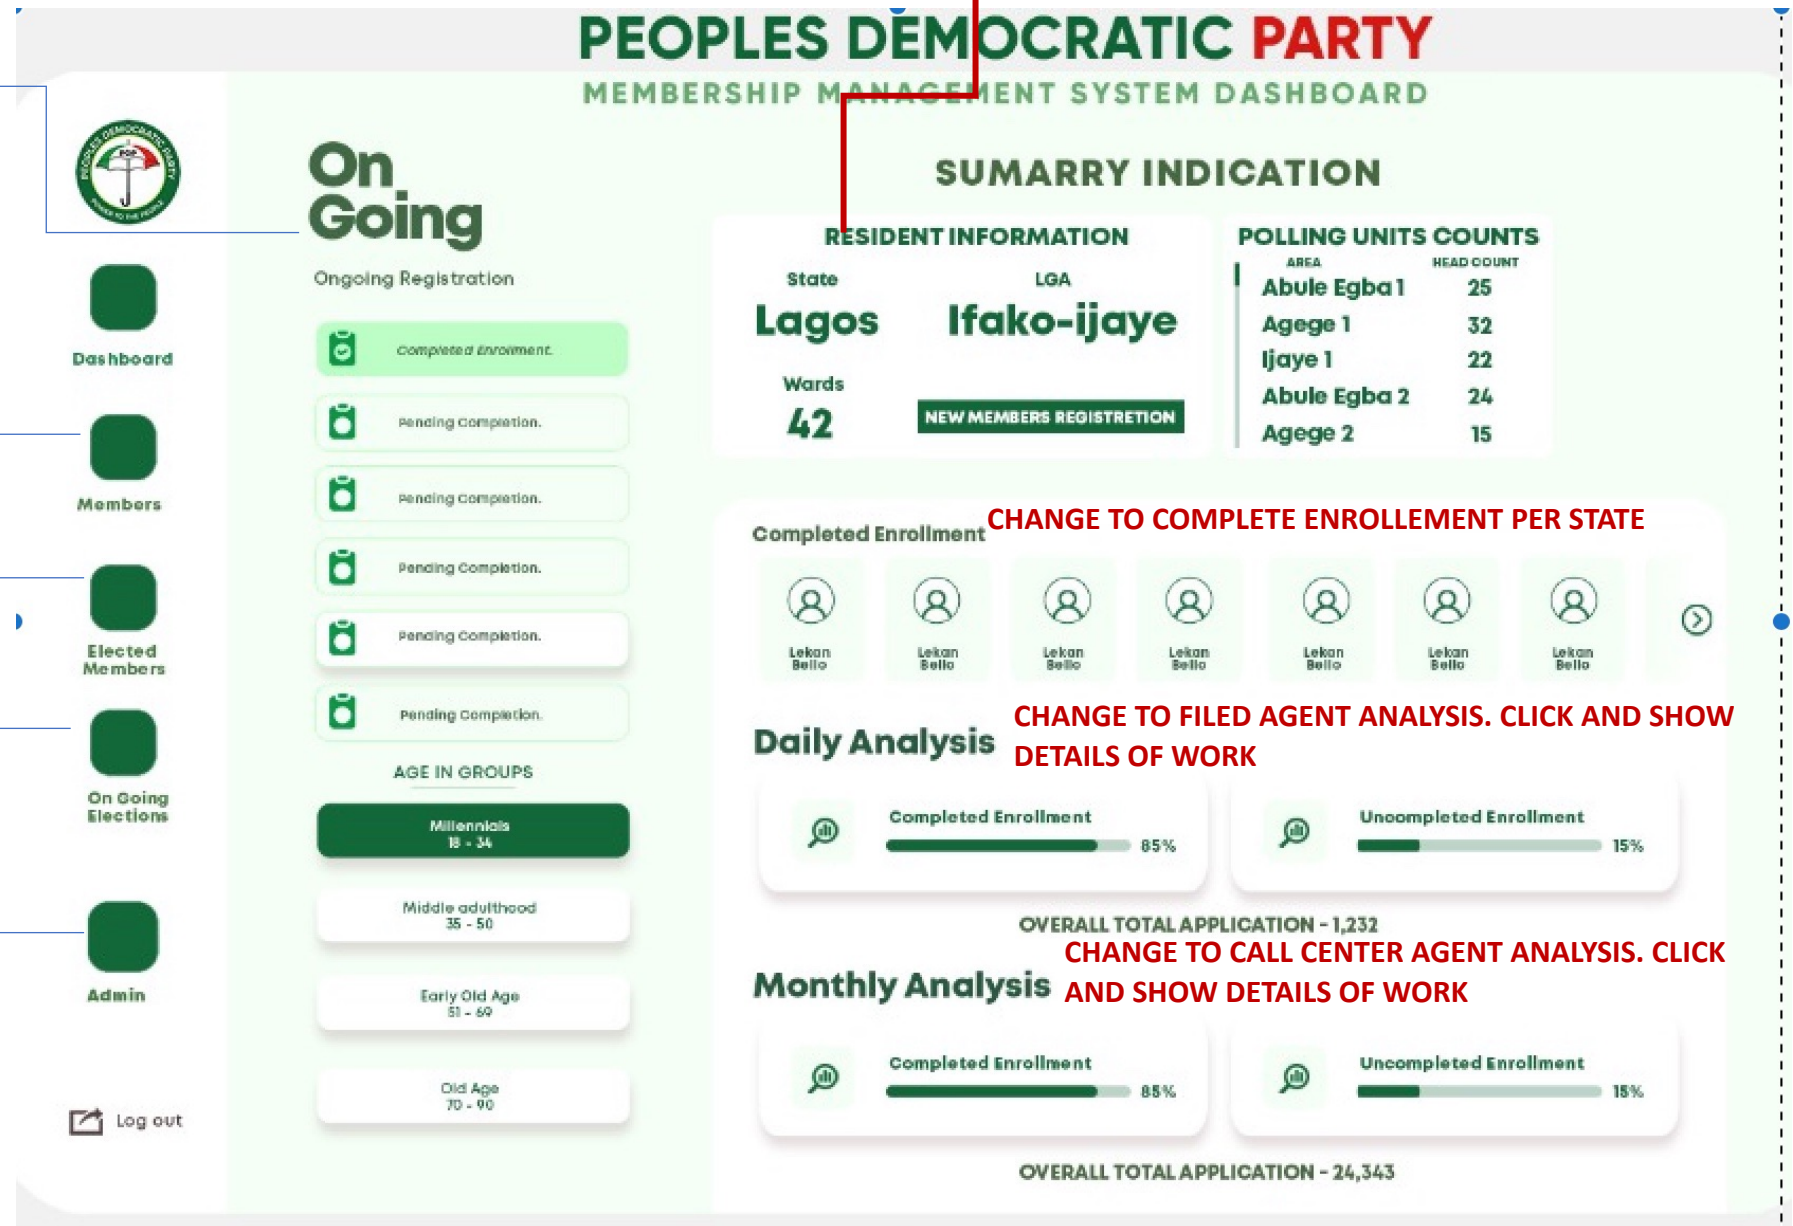 PEOPLES DEMOCRATIC PARTY
MEMBERSHIP MANAGEMENT SYSTEM DASHBOARD
PEOPLES DEMOCRATIC PARTY
PDP
POWER TO THE PEOPLE
Dashboard
Members
Elected
Members
On Going
Elections
Admin
Log out
On
Going
Ongoing Registration
Completed Enrollment.
Pending Completion.
Pending Completion.
Pending Completion.
Pending Completion.
Pending Completion.
AGE IN GROUPS
Millennials
18 - 34
Middle adulthood
35 - 50
Early Old Age
51 - 69
Old Age
70 - 90
SUMARRY INDICATION
RESIDENT INFORMATION
State
LGA
Lagos
Ifako-ijaye
Wards
42
NEW MEMBERS REGISTRETION
POLLING UNITS COUNTS
AREA HEAD COUNT
Abule Egba 1 25
Agege 1 32
Ijaye 1 22
Abule Egba 2 24
Agege 2 15
Completed Enrollment CHANGE TO COMPLETE ENROLLEMENT PER STATE
Lekan
Bello
Lekan
Bello
Lekan
Bello
Lekan
Bello
Lekan
Bello
Lekan
Bello
Lekan
Bello
Daily Analysis
CHANGE TO FILED AGENT ANALYSIS. CLICK AND SHOW
DETAILS OF WORK
Completed Enrollment
85%
Uncompleted Enrollment
15%
OVERALL TOTAL APPLICATION - 1,232
Monthly Analysis
CHANGE TO CALL CENTER AGENT ANALYSIS. CLICK
AND SHOW DETAILS OF WORK
Completed Enrollment
85%
Uncompleted Enrollment
15%
OVERALL TOTAL APPLICATION - 24,343